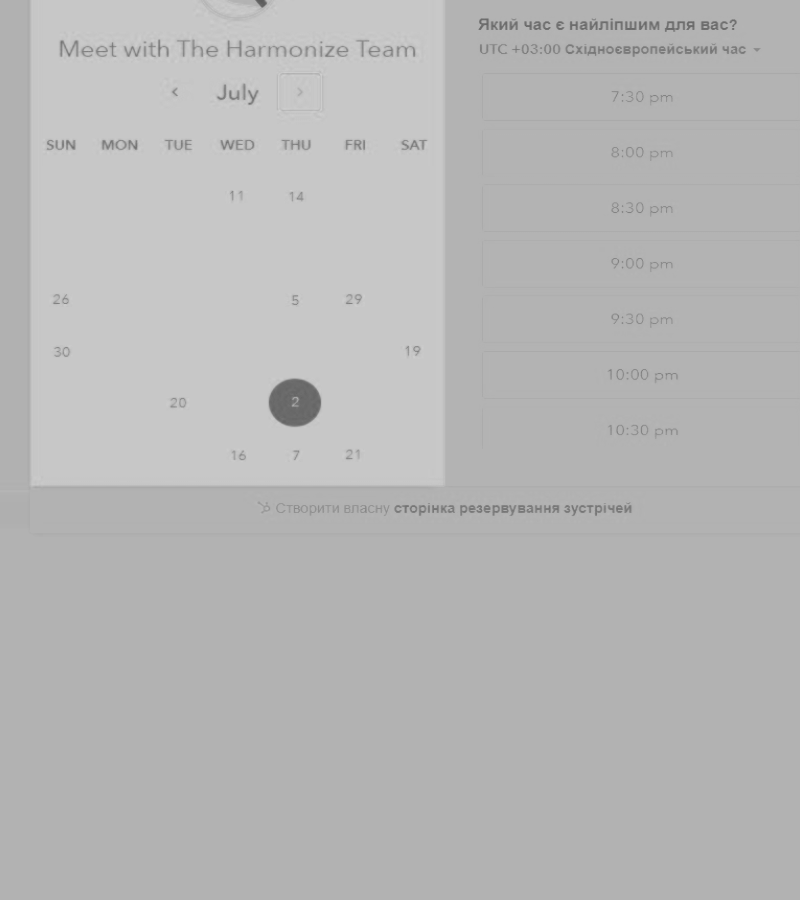 Meet with The Harmonize Team
July
SUN MON TUE WED THU FRI SAT
11 14
26 5 29
30 19
20 2
16 7 21
Який час є найліпшим для вас?
UTC +03:00 Східноєвропейський час
7:30 pm
8:00 pm
8:30 pm
9:00 pm
9:30 pm
10:00 pm
10:30 pm
Створити власну сторінка резервування зустрічей